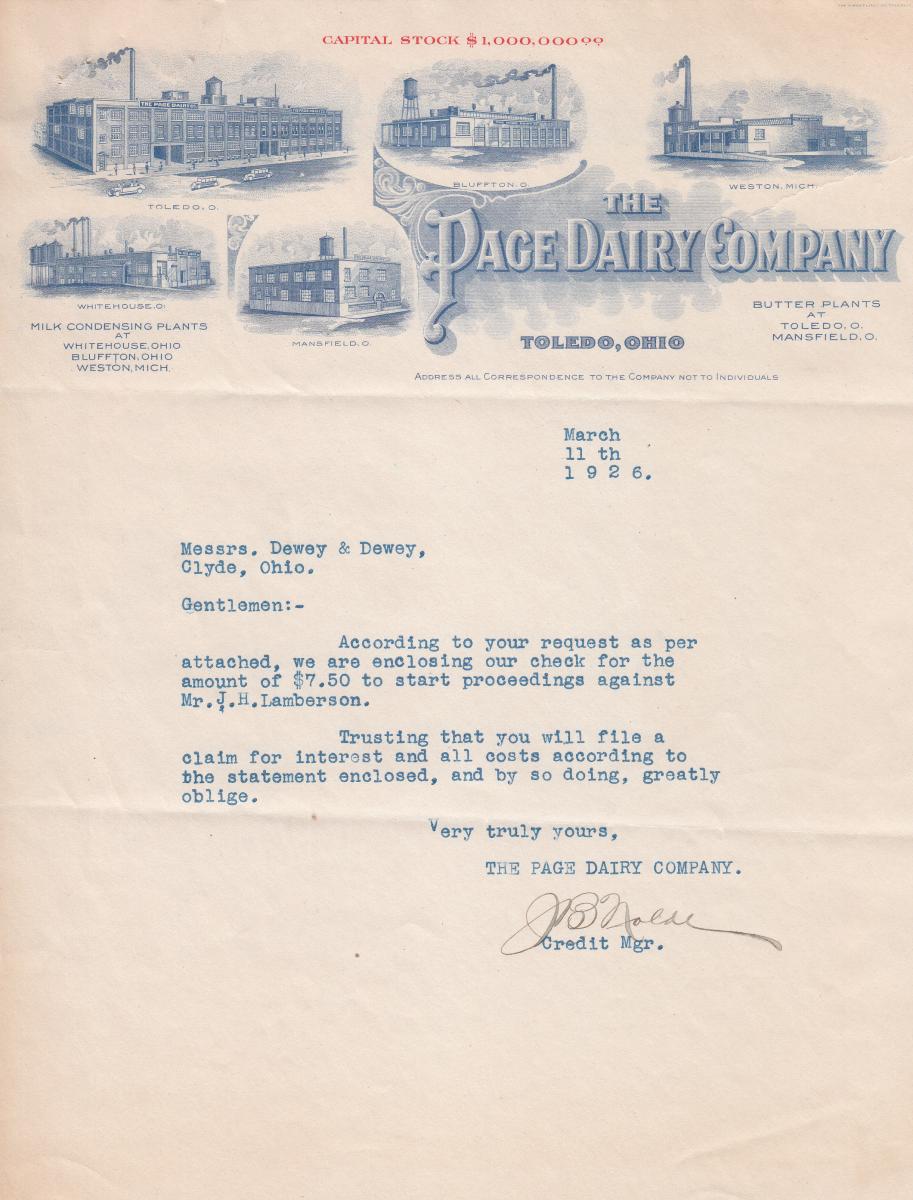 CAPITAL STOCK $1,000,000.00
THE PAGE DAIRY CO.
TOLEDO, O.
BLUFFTON, O.
WESTON, MICH.
WHITEHOUSE, O.
MANSFIELD, O.
THE
PAGE DAIRY COMPANY
TOLEDO, OHIO
MILK CONDENSING PLANTS
AT
WHITEHOUSE, OHIO
BLUFFTON, OHIO
WESTON, MICH.
BUTTER PLANTS
AT
TOLEDO, O.
MANSFIELD, O.
ADDRESS ALL CORRESPONDENCE TO THE COMPANY NOT TO INDIVIDUALS
March
11 th
1 9 2 6.
Messrs. Dewey & Dewey,
Clyde, Ohio.
Gentlemen:-
According to your request as per
attached, we are enclosing our check for the
amount of $7.50 to start proceedings against
Mr.J.H.Lamberson.
Trusting that you will file a
claim for interest and all costs according to
the statement enclosed, and by so doing, greatly
oblige.
Very truly yours,
THE PAGE DAIRY COMPANY.
JB Nolde
Credit Mgr.